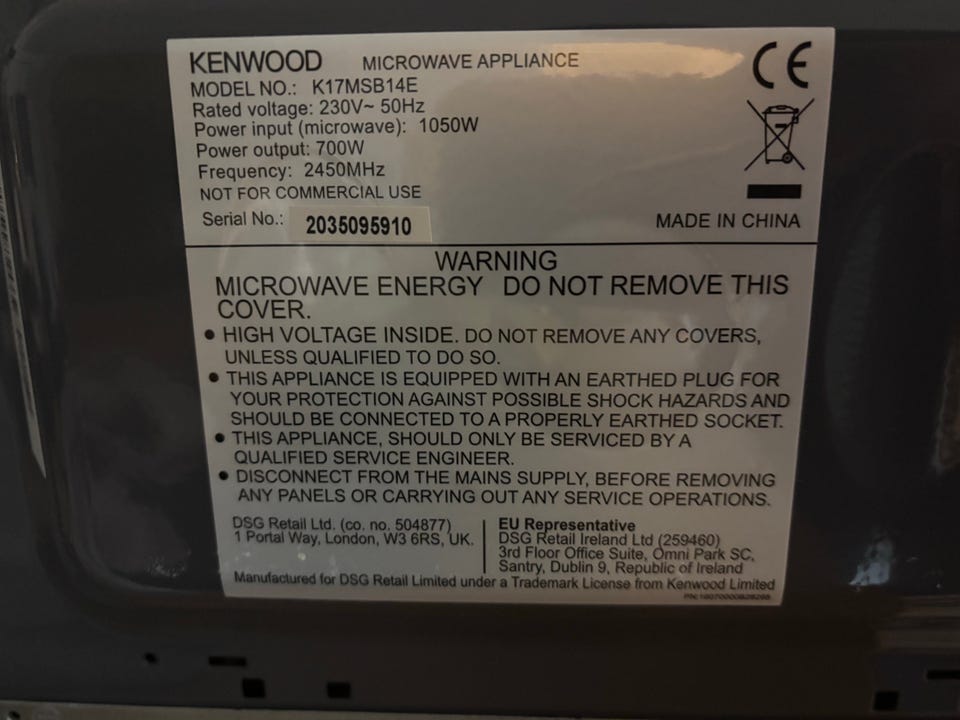 KENWOOD MICROWAVE APPLIANCE
MODEL NO.: K17MSB14E
Rated voltage: 230V~ 50Hz
Power input (microwave): 1050W
Power output: 700W
Frequency: 2450MHz
NOT FOR COMMERCIAL USE
Serial No.: 2035095910
CE
MADE IN CHINA
WARNING
MICROWAVE ENERGY DO NOT REMOVE THIS
COVER.
• HIGH VOLTAGE INSIDE. DO NOT REMOVE ANY COVERS,
UNLESS QUALIFIED TO DO SO.
• THIS APPLIANCE IS EQUIPPED WITH AN EARTHED PLUG FOR
YOUR PROTECTION AGAINST POSSIBLE SHOCK HAZARDS AND
SHOULD BE CONNECTED TO A PROPERLY EARTHED SOCKET.
• THIS APPLIANCE, SHOULD ONLY BE SERVICED BY A
QUALIFIED SERVICE ENGINEER.
• DISCONNECT FROM THE MAINS SUPPLY, BEFORE REMOVING
ANY PANELS OR CARRYING OUT ANY SERVICE OPERATIONS.
DSG Retail Ltd. (co. no. 504877)
1 Portal Way, London, W3 6RS, UK.
EU Representative
DSG Retail Ireland Ltd (259460)
3rd Floor Office Suite, Omni Park SC,
Santry, Dublin 9, Republic of Ireland
Manufactured for DSG Retail Limited under a Trademark License from Kenwood Limited